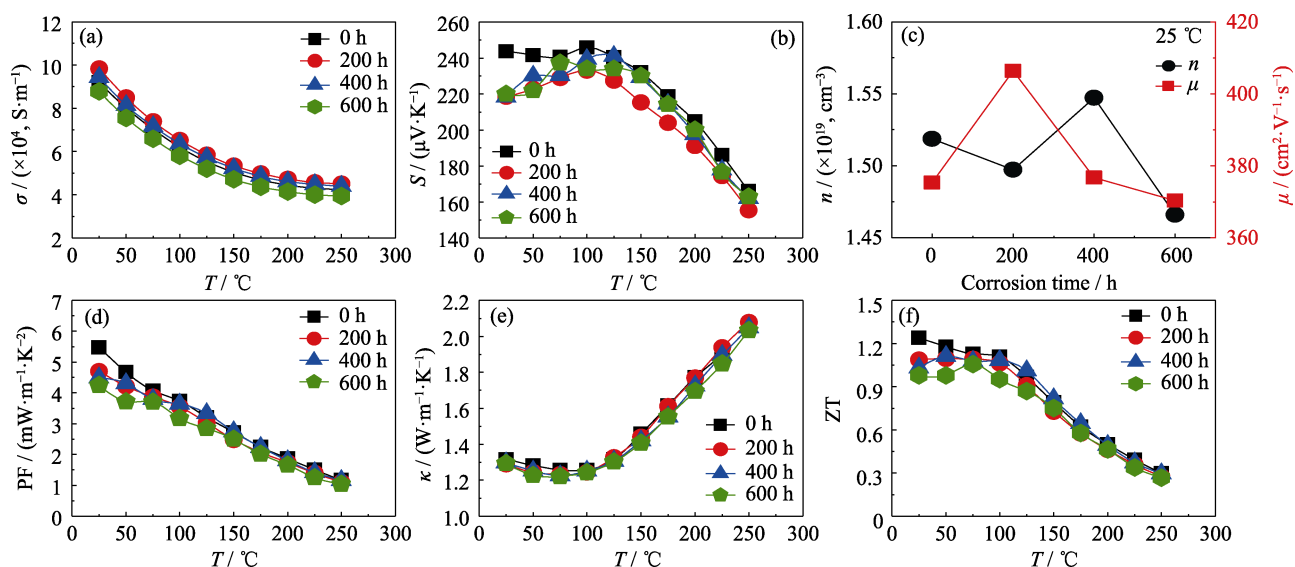 (a)
0 h
200 h
400 h
600 h
14
12
10
8
6
4
2
σ / (×10⁴, S·m⁻¹)
0 50 100 150 200 250 300
T / ℃
(b)
0 h
200 h
400 h
600 h
260
240
220
200
180
160
140
S / (μV·K⁻¹)
0 50 100 150 200 250 300
T / ℃
(c)
25 ℃
n
μ
1.60
1.55
1.50
1.45
n / (×10¹⁹, cm⁻³)
420
400
380
360
μ / (cm²·V⁻¹·s⁻¹)
0 200 400 600
Corrosion time / h
(d)
0 h
200 h
400 h
600 h
7
6
5
4
3
2
1
0
PF / (mW·m⁻¹·K⁻²)
0 50 100 150 200 250 300
T / ℃
(e)
0 h
200 h
400 h
600 h
2.2
2.0
1.8
1.6
1.4
1.2
1.0
κ / (W·m⁻¹·K⁻¹)
0 50 100 150 200 250 300
T / ℃
(f)
0 h
200 h
400 h
600 h
1.5
1.2
0.9
0.6
0.3
0
ZT
0 50 100 150 200 250 300
T / ℃